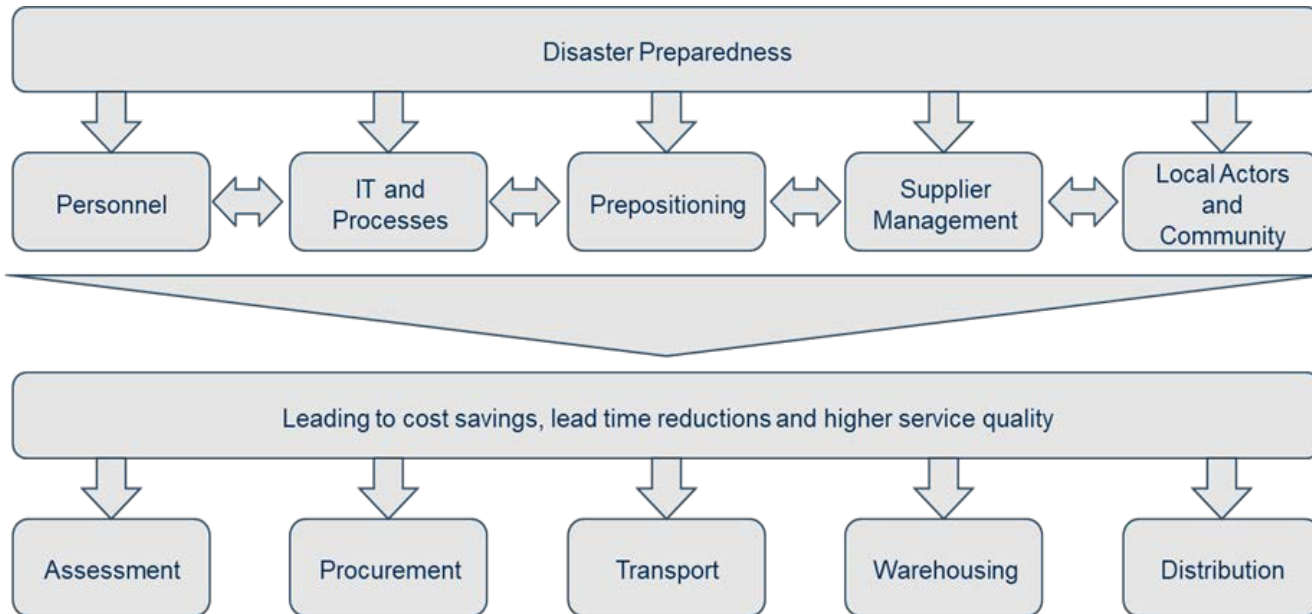 Disaster Preparedness
Personnel
IT and
Processes
Prepositioning
Supplier
Management
Local Actors
and
Community
Leading to cost savings, lead time reductions and higher service quality
Assessment
Procurement
Transport
Warehousing
Distribution